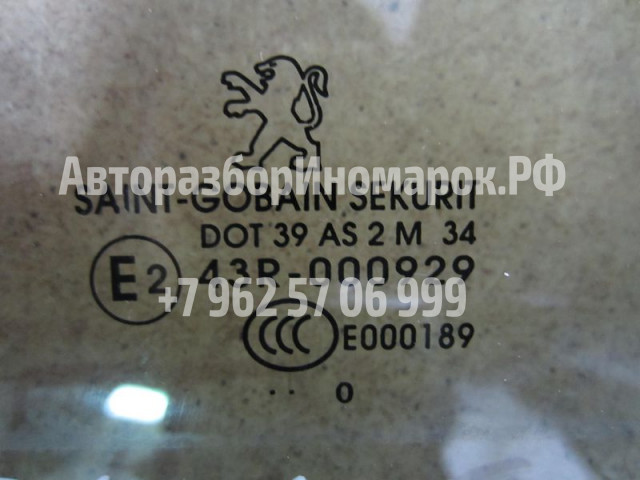 АвторазборИномарок.РФ
SAINT-GOBAIN SEKURIT
DOT 39 AS 2 M 34
E2 43R-000929
+7 962 57 06 999
CCC E000189
.. 0